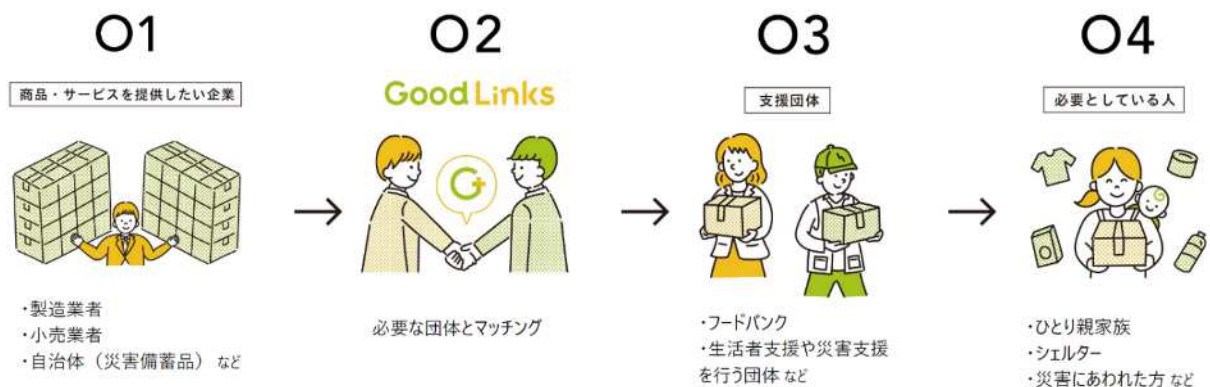 01
商品・サービスを提供したい企業
・製造業者
・小売業者
・自治体（災害備蓄品） など
02
Good Links
G+
必要な団体とマッチング
03
支援団体
・フードバンク
・生活者支援や災害支援
を行う団体 など
04
必要としている人
・ひとり親家族
・シェルター
・災害にあわれた方 など